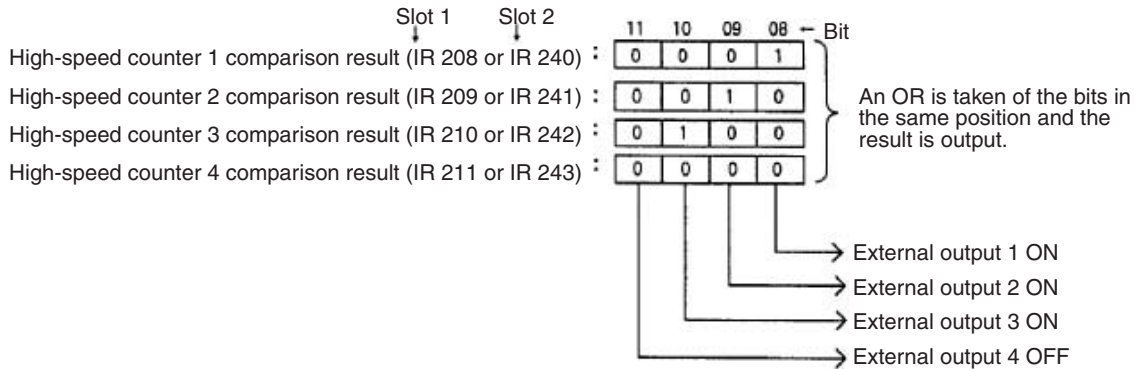 Slot 1 Slot 2
11 10 09 08 ← Bit
High-speed counter 1 comparison result (IR 208 or IR 240) : 0 0 0 1
High-speed counter 2 comparison result (IR 209 or IR 241) : 0 0 1 0
High-speed counter 3 comparison result (IR 210 or IR 242) : 0 1 0 0
High-speed counter 4 comparison result (IR 211 or IR 243) : 0 0 0 0
An OR is taken of the bits in
the same position and the
result is output.
External output 1 ON
External output 2 ON
External output 3 ON
External output 4 OFF